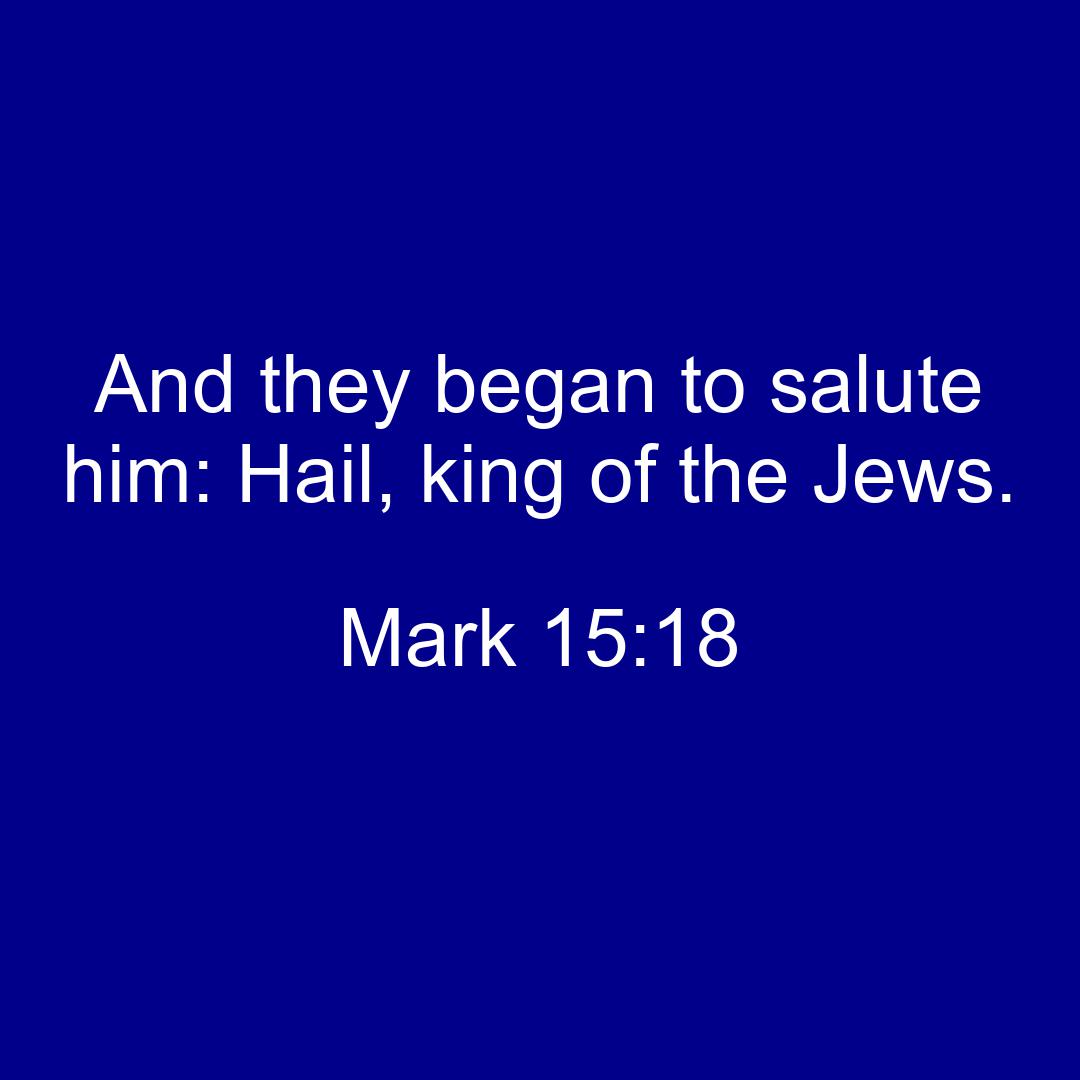 And they began to salute
him: Hail, king of the Jews.
Mark 15:18